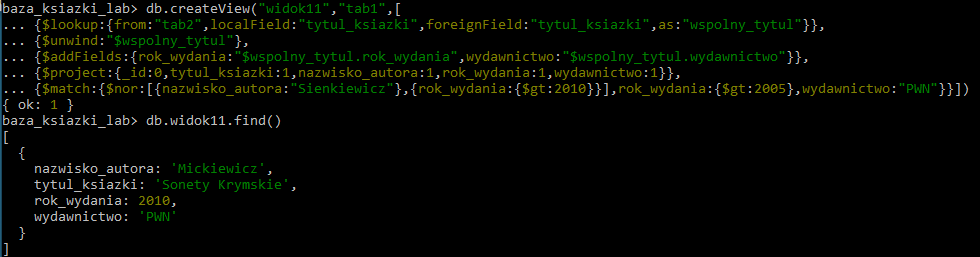 baza_ksiazki_lab> db.createView("widok11","tab1",[
... {$lookup:{from:"tab2",localField:"tytul_ksiazki",foreignField:"tytul_ksiazki",as:"wspolny_tytul"}},
... {$unwind:"$wspolny_tytul"},
... {$addFields:{rok_wydania:"$wspolny_tytul.rok_wydania",wydawnictwo:"$wspolny_tytul.wydawnictwo"}},
... {$project:{_id:0,tytul_ksiazki:1,nazwisko_autora:1,rok_wydania:1,wydawnictwo:1}},
... {$match:{$nor:[{nazwisko_autora:"Sienkiewicz"},{rok_wydania:{$gt:2010}}],rok_wydania:{$gt:2005},wydawnictwo:"PWN"}}])
{ ok: 1 }
baza_ksiazki_lab> db.widok11.find()
[
  {
    nazwisko_autora: 'Mickiewicz',
    tytul_ksiazki: 'Sonety Krymskie',
    rok_wydania: 2010,
    wydawnictwo: 'PWN'
  }
]